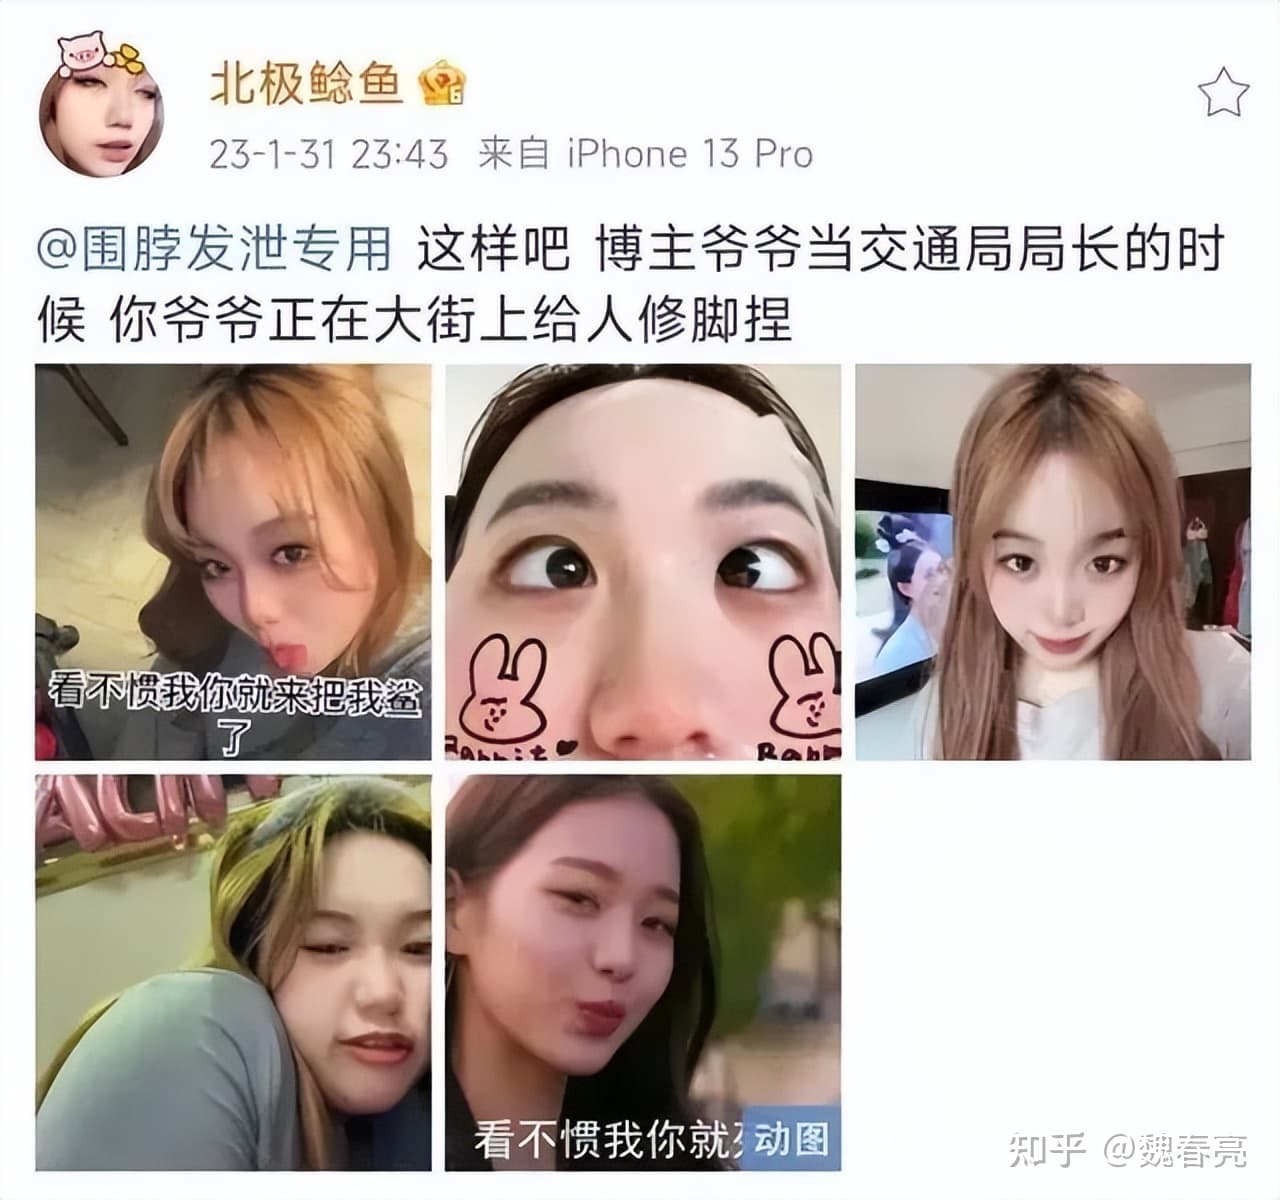 北极鲶鱼
23-1-31 23:43 来自 iPhone 13 Pro
@围脖发泄专用 这样吧 博主爷爷当交通局局长的时
候 你爷爷正在大街上给人修脚捏
看不惯我你就来把我鲨
了
Rabbit
看不惯我你就
动图
知乎 @魏春亮